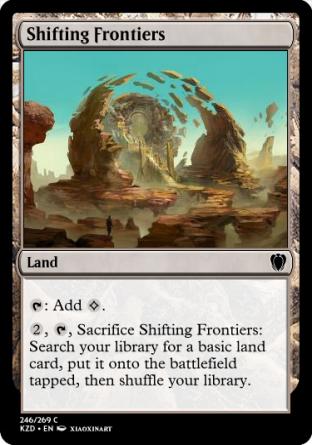 Shifting Frontiers
Land
: Add .
2, , Sacrifice Shifting Frontiers:
Search your library for a basic land
card, put it onto the battlefield
tapped, then shuffle your library.
246/269 C
KZD • EN XIAOXINART